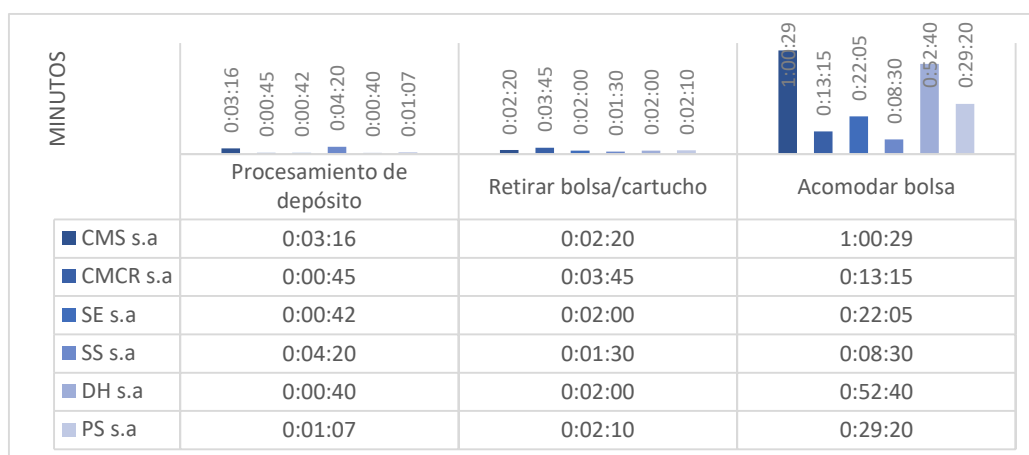 MINUTOS
0:03:16 0:00:45 0:00:42 0:04:20 0:00:40 0:01:07 0:02:20 0:03:45 0:02:00 0:01:30 0:02:00 0:02:10 1:00:29 0:13:15 0:22:05 0:08:30 0:52:40 0:29:20
Procesamiento de
depósito
Retirar bolsa/cartucho
Acomodar bolsa
CMS s.a 0:03:16 0:02:20 1:00:29
CMCR s.a 0:00:45 0:03:45 0:13:15
SE s.a 0:00:42 0:02:00 0:22:05
SS s.a 0:04:20 0:01:30 0:08:30
DH s.a 0:00:40 0:02:00 0:52:40
PS s.a 0:01:07 0:02:10 0:29:20